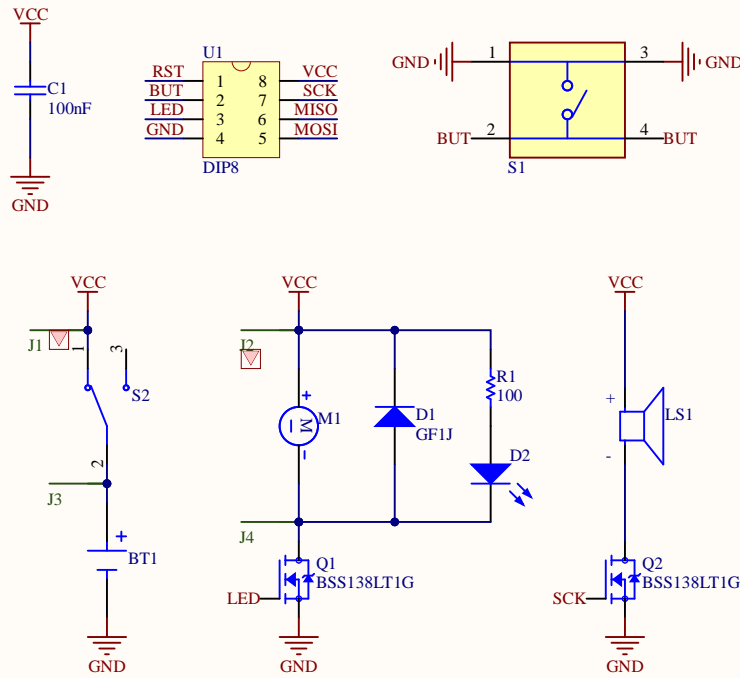 VCC
C1
100nF
GND
U1
RST 1 8 VCC
BUT 2 7 SCK
LED 3 6 MISO
GND 4 5 MOSI
DIP8
GND 1 3 GND
BUT 2 4 BUT
S1
VCC
J1
1
3
S2
2
J3
BT1
GND
VCC
J2
R1
100
+
M
M1
-
D1
GF1J
D2
J4
Q1
BSS138LT1G
LED
GND
VCC
+
LS1
-
Q2
BSS138LT1G
SCK
GND